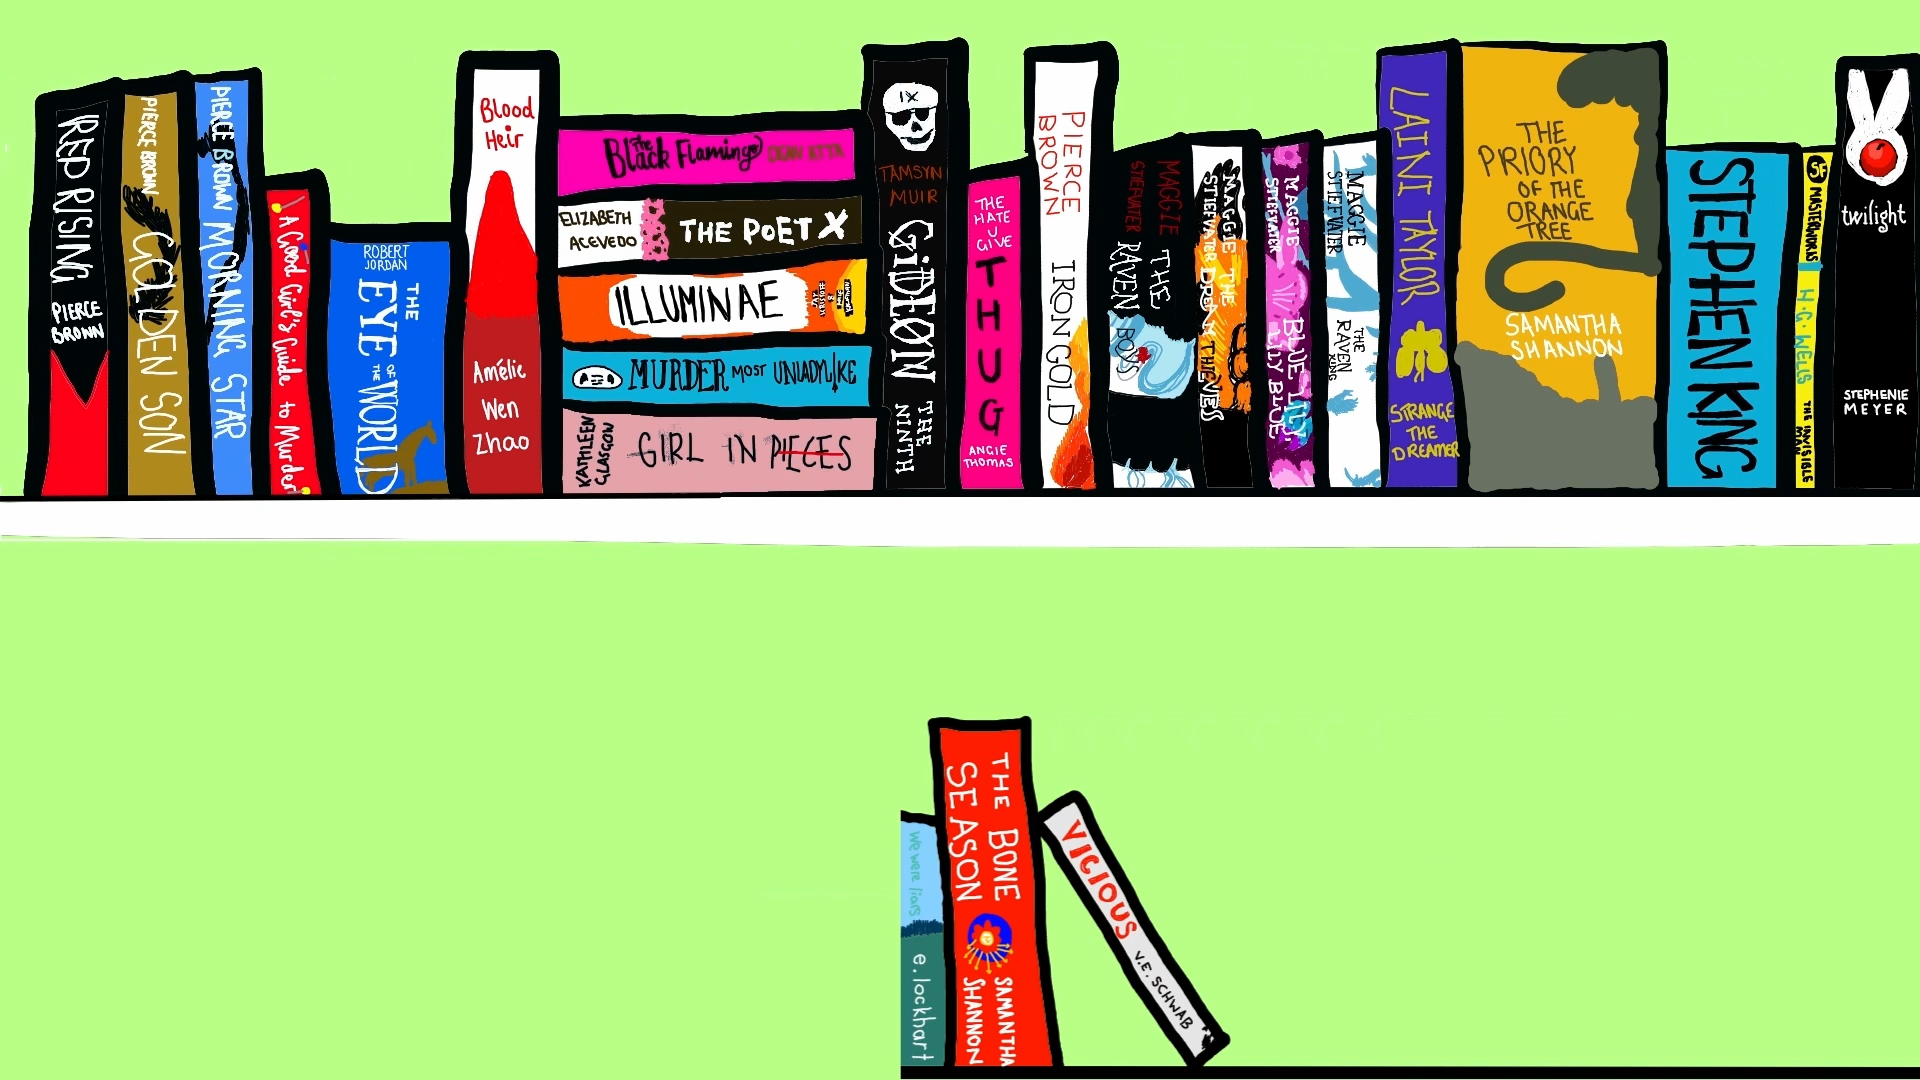 RED RISING
PIERCE
BROWN
PIERCE BROWN
GOLDEN SON
PIERCE BROWN MORNING STAR
A Good Girl's Guide to Murder
ROBERT
JORDAN
THE
EYE OF
THE WORLD
Blood
Heir
Amélie
Wen
Zhao
The
Black Flamingo DEAN ATTA
ELIZABETH
ACEVEDO
THE POET X
ILLUMINAE
MURDER MOST UNLADYLIKE
KATHLEEN
GLASGOW
GIRL IN PIECES
IX
TAMSYN
MUIR
GIDEON THE
NINTH
THE
HATE
U
GIVE
T
H
U
G
ANGIE
THOMAS
PIERCE
BROWN
IRON GOLD
MAGGIE
STIEFVATER
THE
RAVEN BOYS
MAGGIE
STIEFVATER
THE
DREAM THIEVES
MAGGIE
STIEFVATER
BLUE LILY
LILY BLUE
MAGGIE
STIEFVATER
THE
RAVEN
KING
LAINI TAYLOR
STRANGE
THE
DREAMER
THE
PRIORY
OF THE
ORANGE
TREE
SAMANTHA
SHANNON
STEPHEN KING
SF
MASTERWORKS
H.G. WELLS
THE INVISIBLE
MAN
twilight
STEPHENIE
MEYER
We were liars
e.lockhart
THE BONE
SEASON
SAMANTHA
SHANNON
VICIOUS
V.E. SCHWAB